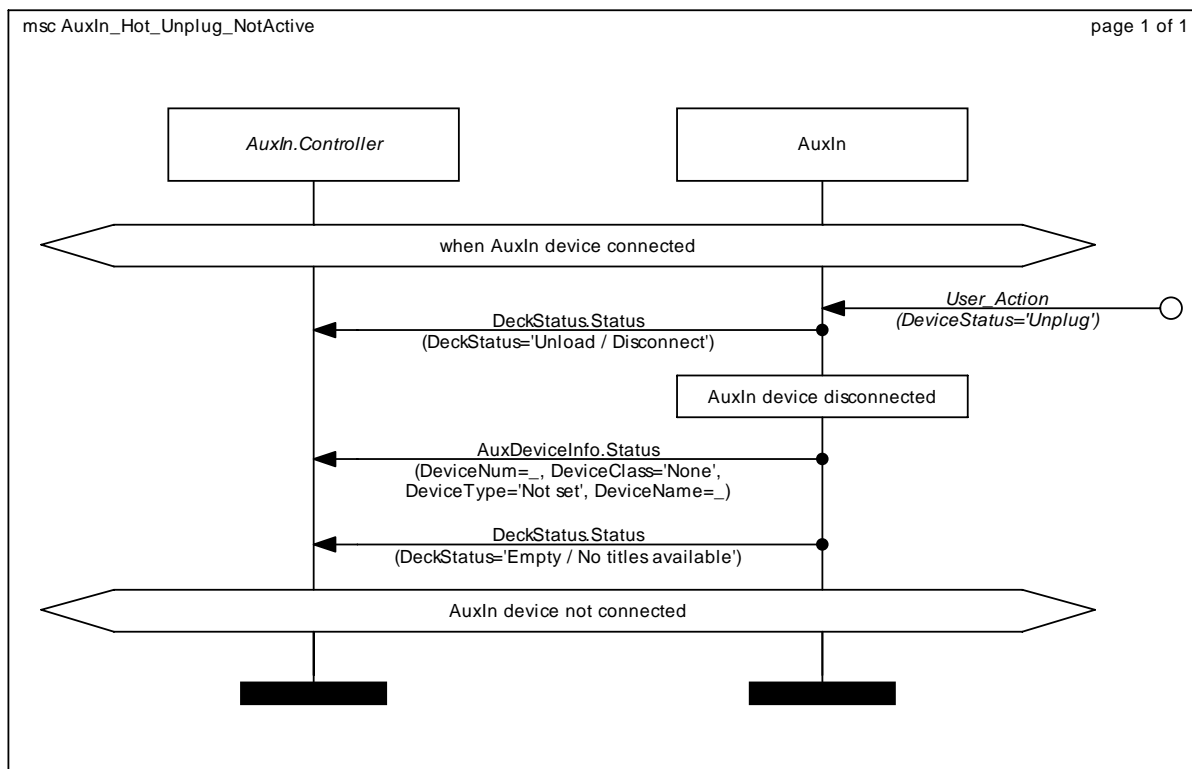 msc AuxIn_Hot_Unplug_NotActive
page 1 of 1
AuxIn.Controller
AuxIn
when AuxIn device connected
User_Action
(DeviceStatus='Unplug')
DeckStatus.Status
(DeckStatus='Unload / Disconnect')
AuxIn device disconnected
AuxDeviceInfo.Status
(DeviceNum=_, DeviceClass='None',
DeviceType='Not set', DeviceName=_)
DeckStatus.Status
(DeckStatus='Empty / No titles available')
AuxIn device not connected